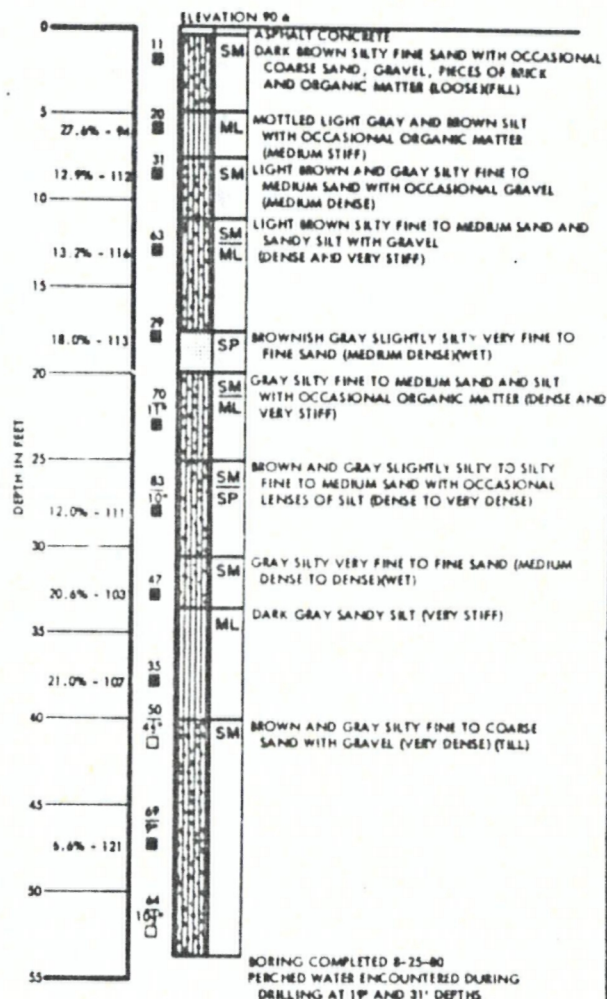 ELEVATION 90 ±
0
ASPHALT CONCRETE
11
SM
DARK BROWN SILTY FINE SAND WITH OCCASIONAL
COARSE SAND, GRAVEL, PIECES OF BRICK
AND ORGANIC MATTER (LOOSE)(FILL)
5
20
27.6% - 94
ML
MOTTLED LIGHT GRAY AND BROWN SILT
WITH OCCASIONAL ORGANIC MATTER
(MEDIUM STIFF)
31
12.9% - 112
SM
LIGHT BROWN AND GRAY SILTY FINE TO
MEDIUM SAND WITH OCCASIONAL GRAVEL
(MEDIUM DENSE)
10
63
13.2% - 116
SM
ML
LIGHT BROWN SILTY FINE TO MEDIUM SAND AND
SANDY SILT WITH GRAVEL
(DENSE AND VERY STIFF)
15
29
18.0% - 113
SP
BROWNISH GRAY SLIGHTLY SILTY VERY FINE TO
FINE SAND (MEDIUM DENSE)(WET)
20
70
11"
SM
ML
GRAY SILTY FINE TO MEDIUM SAND AND SILT
WITH OCCASIONAL ORGANIC MATTER (DENSE AND
VERY STIFF)
DEPTH IN FEET
25
83
10"
12.0% - 111
SM
SP
BROWN AND GRAY SLIGHTLY SILTY TO SILTY
FINE TO MEDIUM SAND WITH OCCASIONAL
LENSES OF SILT (DENSE TO VERY DENSE)
30
47
20.6% - 103
SM
GRAY SILTY VERY FINE TO FINE SAND (MEDIUM
DENSE TO DENSE)(WET)
ML
DARK GRAY SANDY SILT (VERY STIFF)
35
35
21.0% - 107
40
50
SM
BROWN AND GRAY SILTY FINE TO COARSE
SAND WITH GRAVEL (VERY DENSE) (TILL)
45
69
9"
6.6% - 121
50
64
55
BORING COMPLETED 8-25-80
PERCHED WATER ENCOUNTERED DURING
DRILLING AT 19' AND 31' DEPTHS